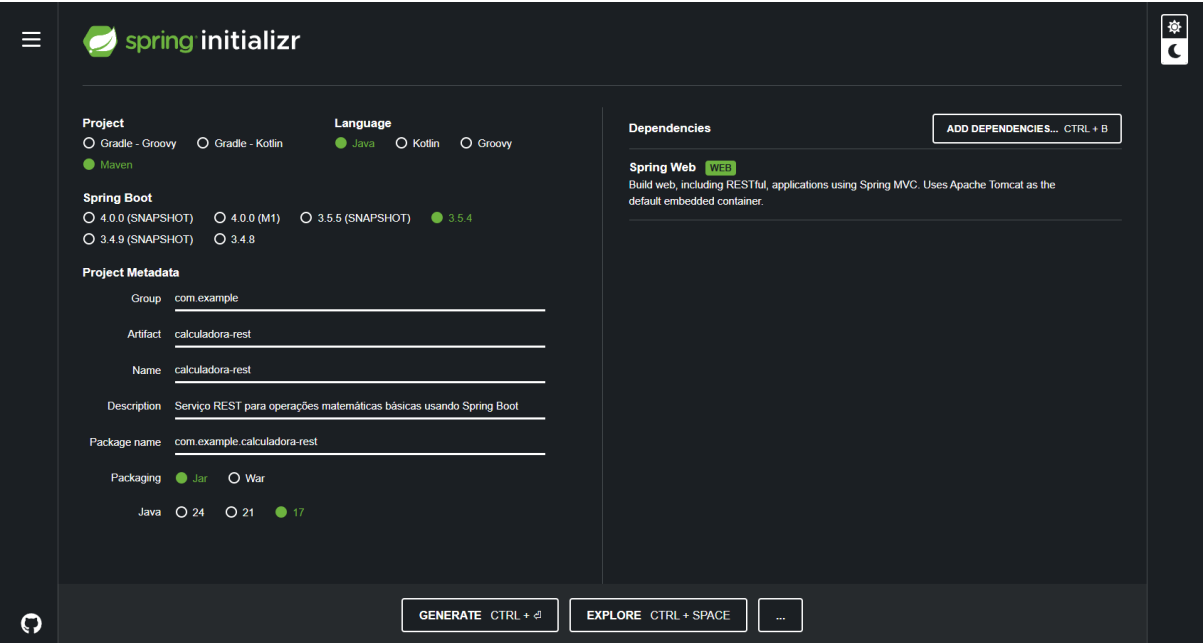 spring initializr
Project
Gradle - Groovy Gradle - Kotlin
Maven
Language
Java Kotlin Groovy
Spring Boot
4.0.0 (SNAPSHOT) 4.0.0 (M1) 3.5.5 (SNAPSHOT) 3.5.4
3.4.9 (SNAPSHOT) 3.4.8
Project Metadata
Group com.example
Artifact calculadora-rest
Name calculadora-rest
Description Serviço REST para operações matemáticas básicas usando Spring Boot
Package name com.example.calculadora-rest
Packaging Jar War
Java 24 21 17
Dependencies ADD DEPENDENCIES... CTRL + B
Spring Web WEB
Build web, including RESTful, applications using Spring MVC. Uses Apache Tomcat as the
default embedded container.
GENERATE CTRL + ⏎ EXPLORE CTRL + SPACE ...